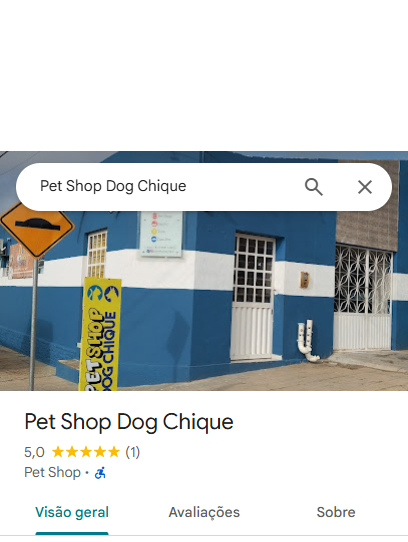 Pet Shop Dog Chique
PET SHOP
DOG CHIQUE
Pet Shop Dog Chique
5,0 (1)
Pet Shop ·
Visão geral
Avaliações
Sobre